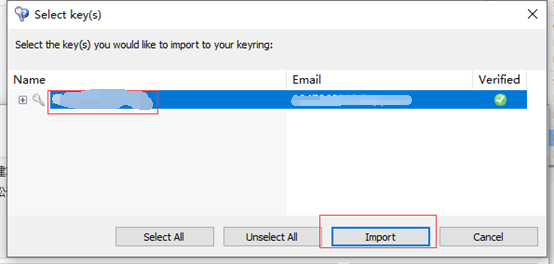 Select key(s)
Select the key(s) you would like to import to your keyring:
Name Email Verified
Select All Unselect All Import Cancel